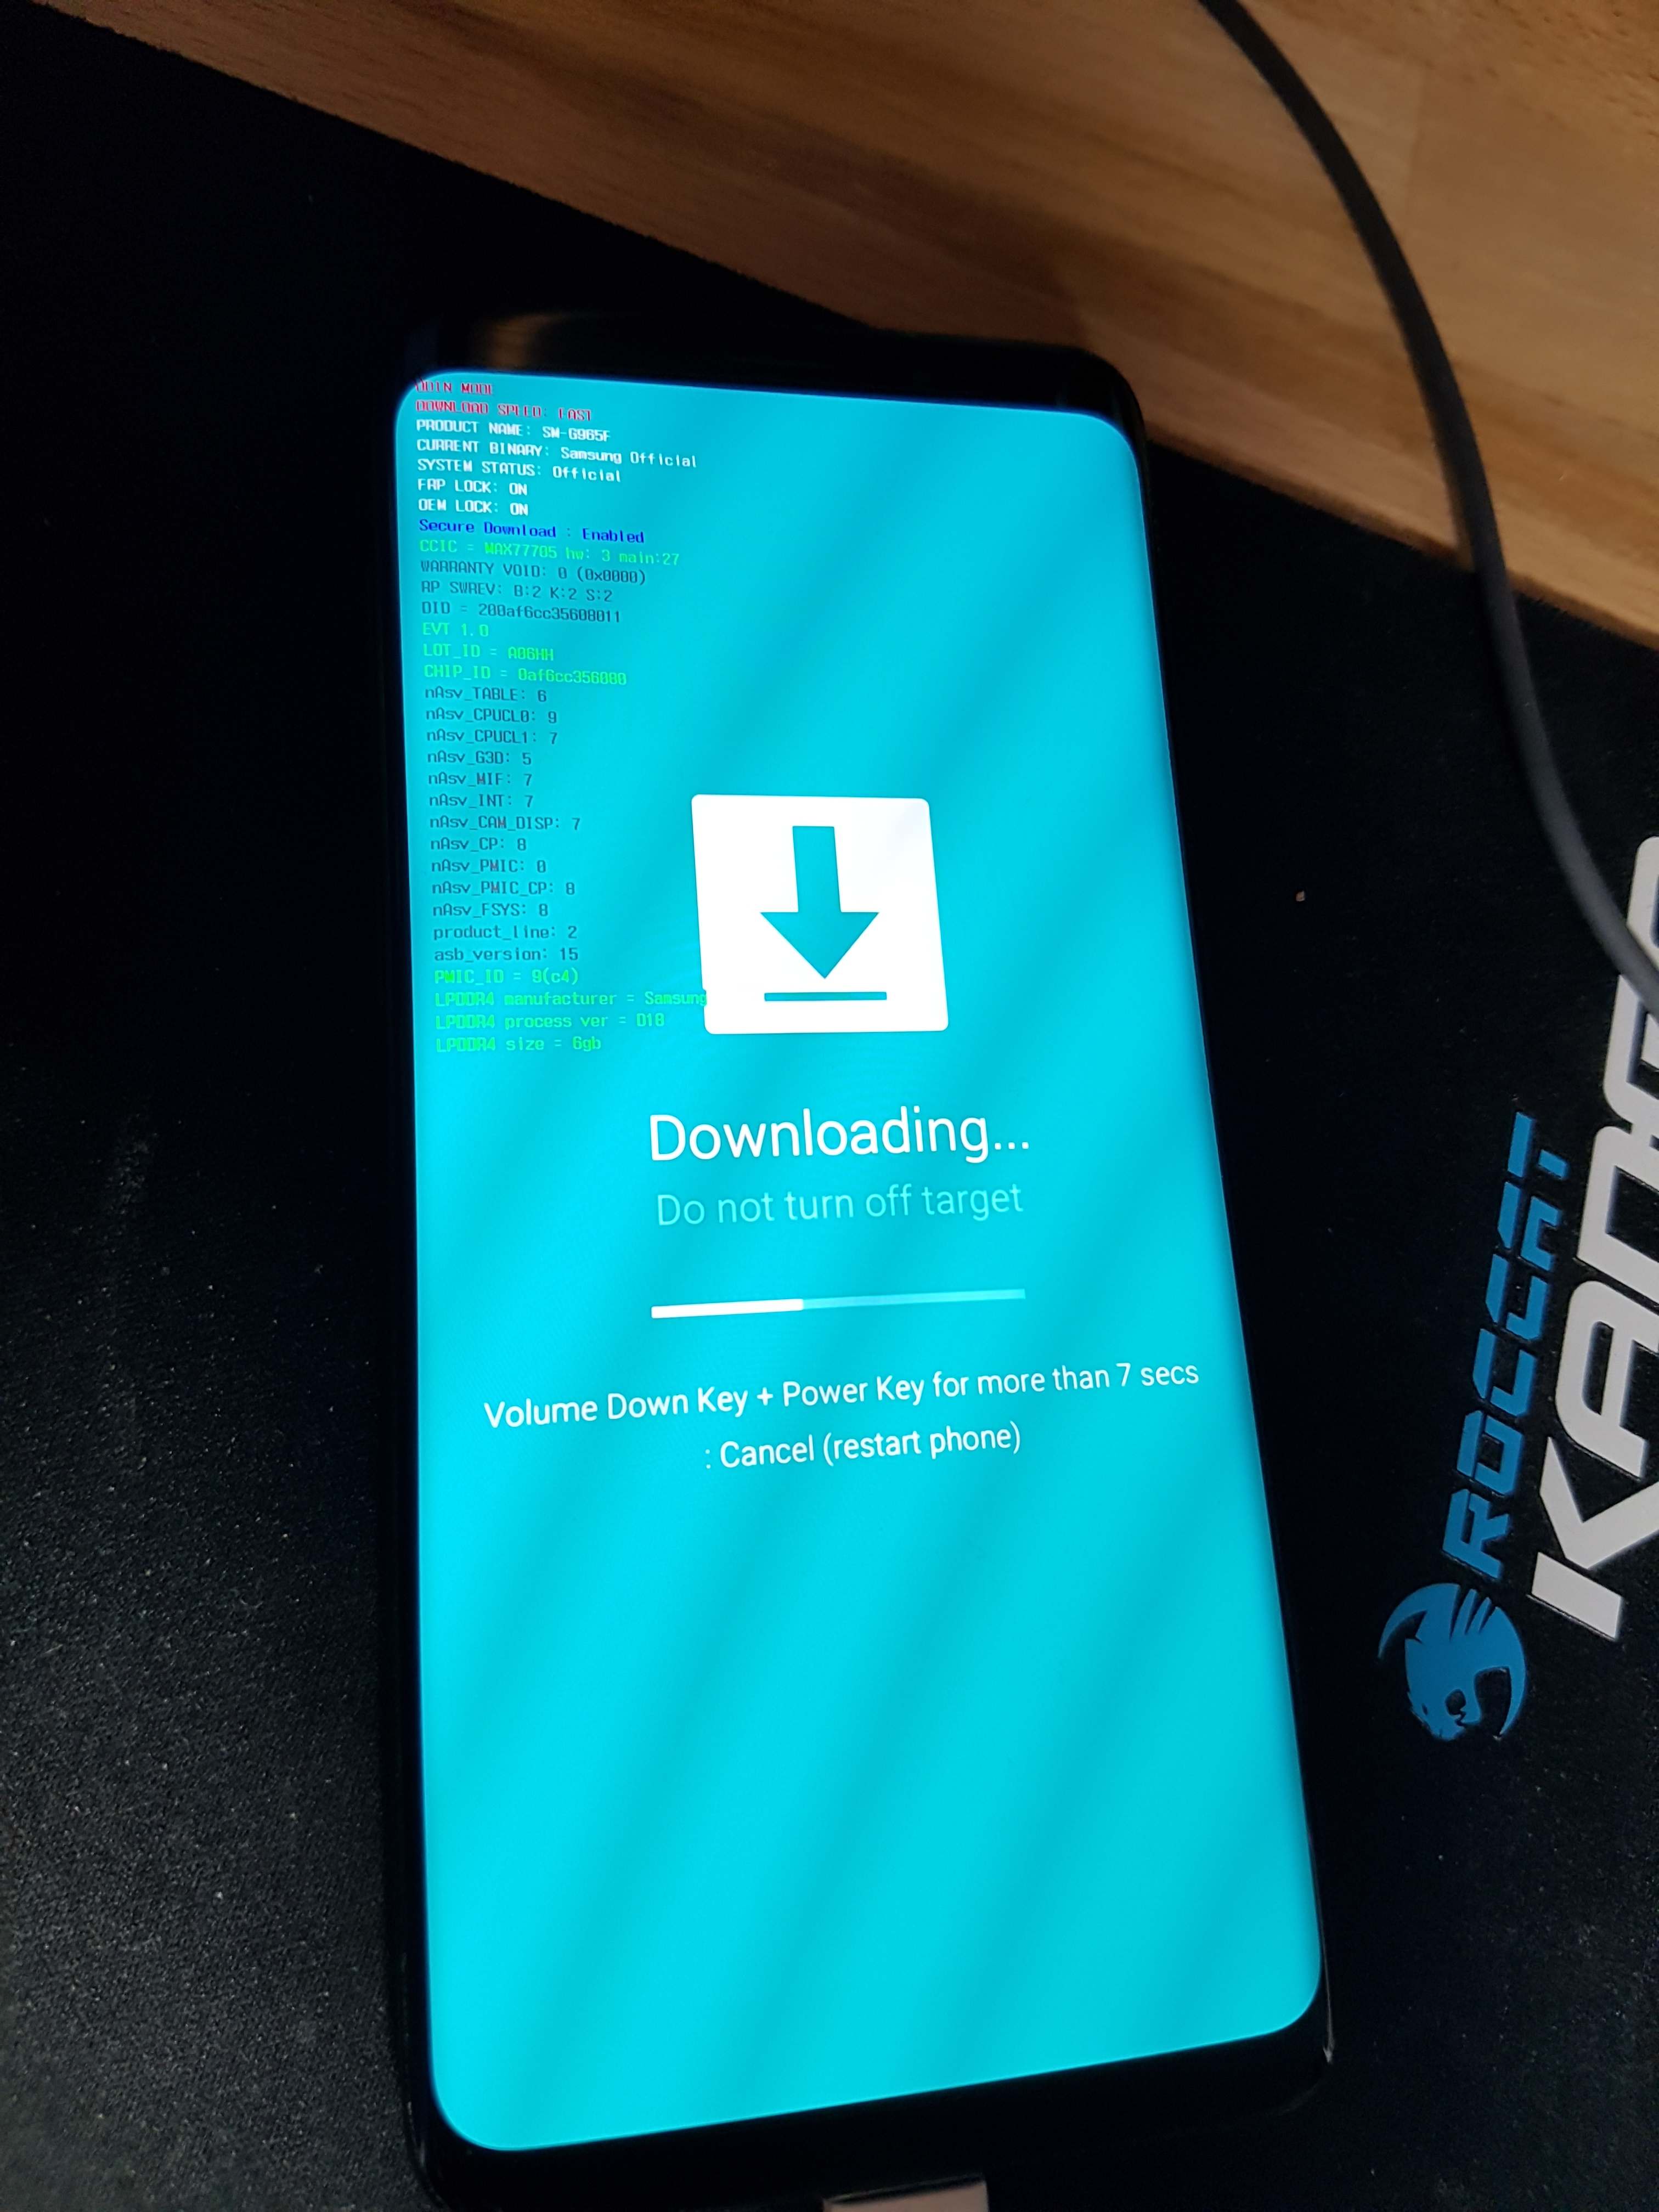 ODIN MODE
DOWNLOAD SPEED: FAST
PRODUCT NAME: SM-G965F
CURRENT BINARY: Samsung Official
SYSTEM STATUS: Official
FRP LOCK: ON
OEM LOCK: ON
Secure Download : Enabled
CCIC = MAX77705 hw: 3 main:27
WARRANTY VOID: 0 (0x0000)
RP SWREV: B:2 K:2 S:2
DID = 200af6cc35608011
EVT 1.0
LOT_ID = A06HH
CHIP_ID = 0af6cc356080
nAsv_TABLE: 6
nAsv_CPUCL0: 9
nAsv_CPUCL1: 7
nAsv_G3D: 5
nAsv_MIF: 7
nAsv_INT: 7
nAsv_CAM_DISP: 7
nAsv_CP: 8
nAsv_PMIC: 0
nAsv_PMIC_CP: 8
nAsv_FSYS: 8
product_line: 2
asb_version: 15
PMIC_ID = 9(c4)
LPDDR4 manufacturer = Samsung
LPDDR4 process ver = D18
LPDDR4 size = 6gb
Downloading...
Do not turn off target
Volume Down Key + Power Key for more than 7 secs
: Cancel (restart phone)
ROCCAT